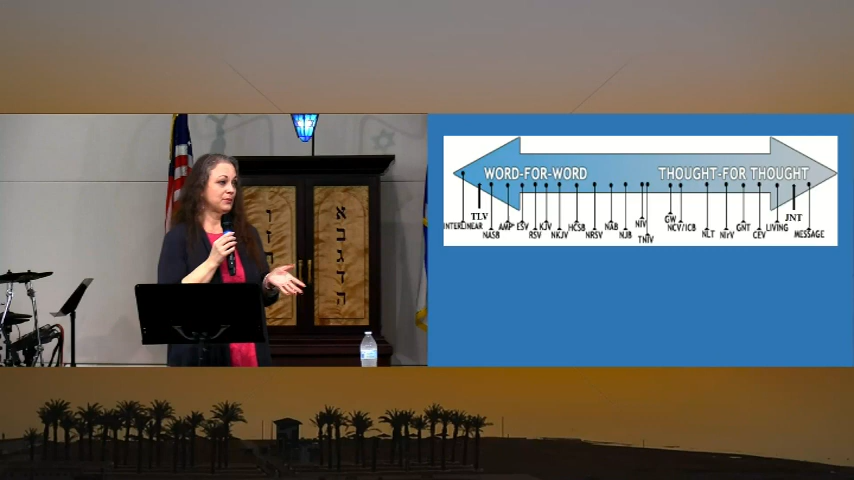 WORD-FOR-WORD THOUGHT-FOR THOUGHT
INTERLINEAR TLV NASB AMP ESV RSV KJV NKJV HCSB NRSV NAB NJB NIV TNIV GW NCV/ICB NLT NIrV GNT CEV LIVING JNT MESSAGE
א
ב
ג
ד
ה
ו
ז